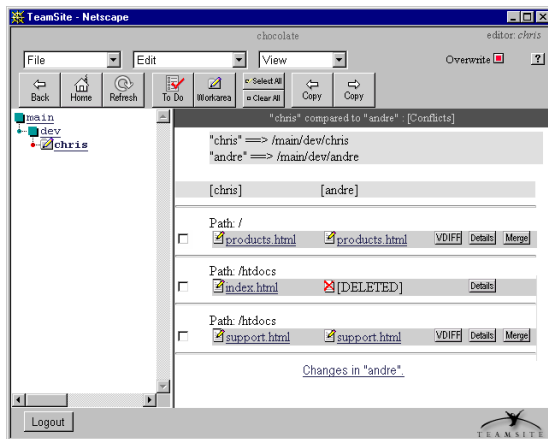 TeamSite - Netscape
chocolate
editor: chris
File Edit View Overwrite ?
Back Home Refresh To Do Workarea Select All Clear All Copy Copy
main
dev
chris
"chris" compared to "andre" : [Conflicts]
"chris" ==> /main/dev/chris
"andre" ==> /main/dev/andre
[chris] [andre]
Path: /
products.html products.html VDIFF Details Merge
Path: /htdocs
index.html [DELETED] Details
Path: /htdocs
support.html support.html VDIFF Details Merge
Changes in "andre".
Logout
TEAMSITE